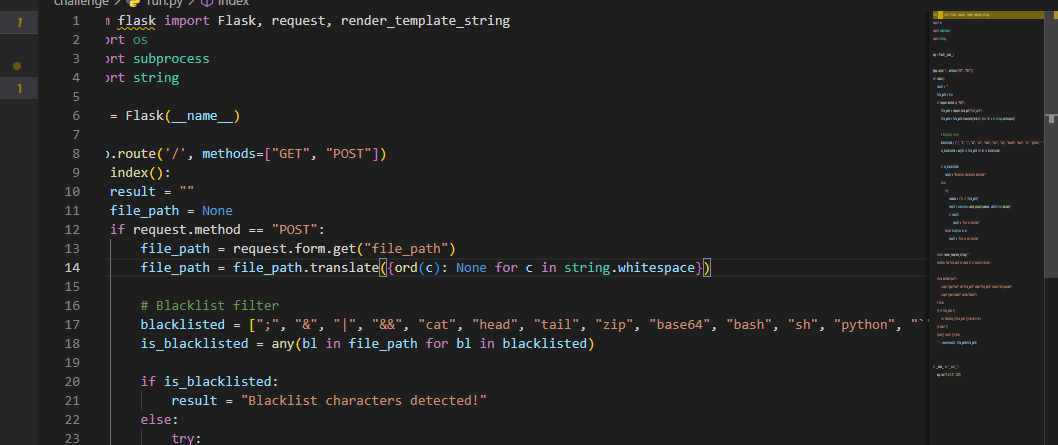 challenge > run.py > index
1 n flask import Flask, request, render_template_string
2 ort os
3 ort subprocess
4 ort string
5
6 = Flask(__name__)
7
8 p.route('/', methods=["GET", "POST"])
9 index():
10 result = ""
11 file_path = None
12 if request.method == "POST":
13 file_path = request.form.get("file_path")
14 file_path = file_path.translate({ord(c): None for c in string.whitespace})
15
16 # Blacklist filter
17 blacklisted = [";", "&", "|", "&&", "cat", "head", "tail", "zip", "base64", "bash", "sh", "python", "`
18 is_blacklisted = any(bl in file_path for bl in blacklisted)
19
20 if is_blacklisted:
21 result = "Blacklist characters detected!"
22 else:
23 try:
1
1